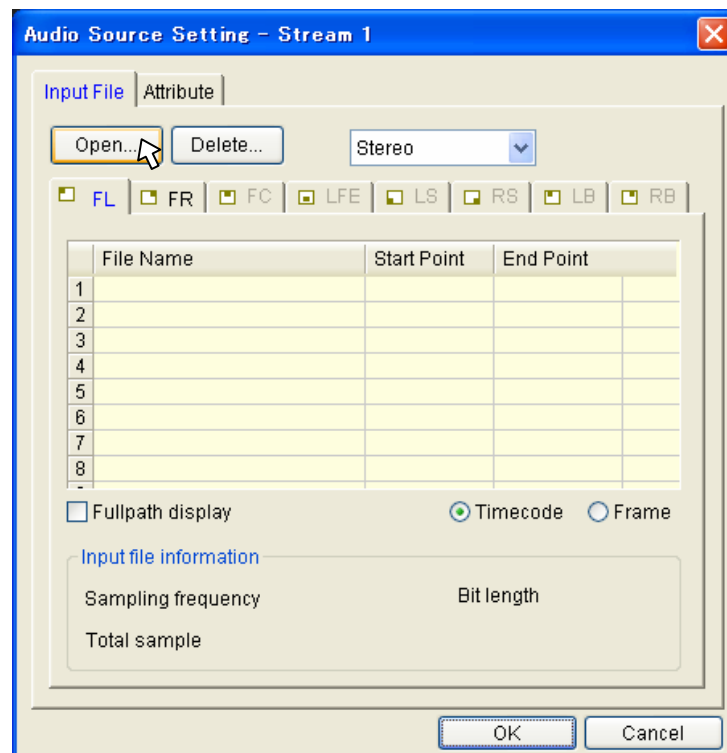 Audio Source Setting - Stream 1
Input File Attribute
Open... Delete... Stereo
FL FR FC LFE LS RS LB RB
File Name Start Point End Point
1
2
3
4
5
6
7
8
Fullpath display Timecode Frame
Input file information
Sampling frequency Bit length
Total sample
OK Cancel